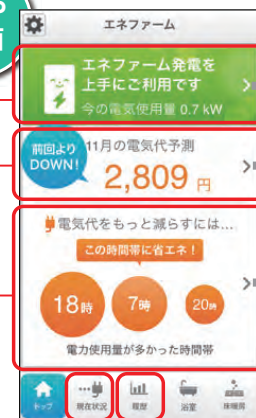 エネファーム
エネファーム発電を
上手にご利用です
今の電気使用量 0.7 kW
前回より
DOWN!
11月の電気代予測
2,809 円
電気代をもっと減らすには…
この時間帯に省エネ!
18時
7時
20時
電力使用量が多かった時間帯
トップ
現在状況
履歴
浴室
床暖房